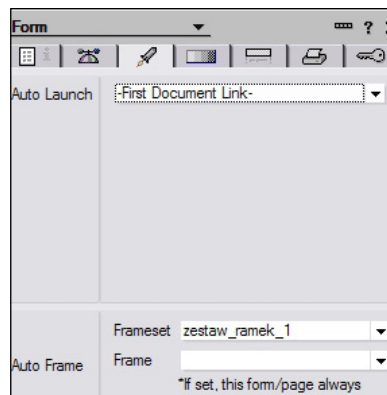 Form ?
Auto Launch -First Document Link-
Frameset zestaw_ramek_1
Auto Frame Frame
*If set, this form/page always